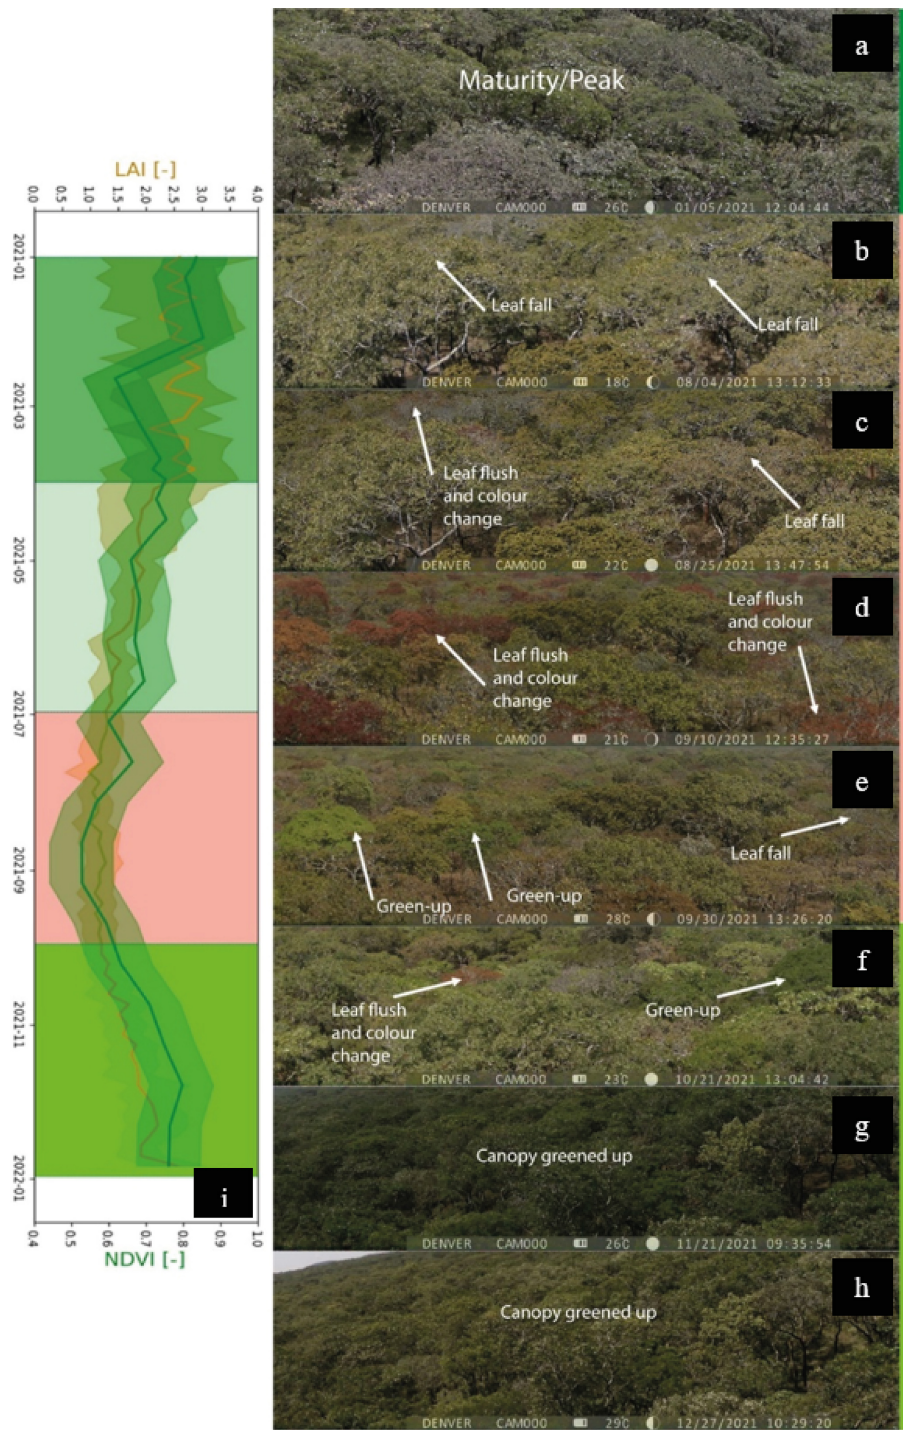 a
Maturity/Peak
DENVER CAM000 26C 01/05/2021 12:04:44
b
Leaf fall
Leaf fall
DENVER CAM000 18C 08/04/2021 13:12:33
c
Leaf flush
and colour
change
Leaf fall
DENVER CAM000 22C 08/25/2021 13:47:54
d
Leaf flush
and colour
change
Leaf flush
and colour
change
DENVER CAM000 21C 09/10/2021 12:35:27
e
Leaf fall
Green-up
Green-up
DENVER CAM000 28C 09/30/2021 13:26:20
f
Leaf flush
and colour
change
Green-up
DENVER CAM000 23C 10/21/2021 13:04:42
g
Canopy greened up
DENVER CAM000 26C 11/21/2021 09:35:54
h
Canopy greened up
DENVER CAM000 29C 12/27/2021 10:29:20
LAI [-]
0.0 0.5 1.0 1.5 2.0 2.5 3.0 3.5 4.0
2021-01
2021-03
2021-05
2021-07
2021-09
2021-11
2022-01
i
0.4 0.5 0.6 0.7 0.8 0.9 1.0
NDVI [-]